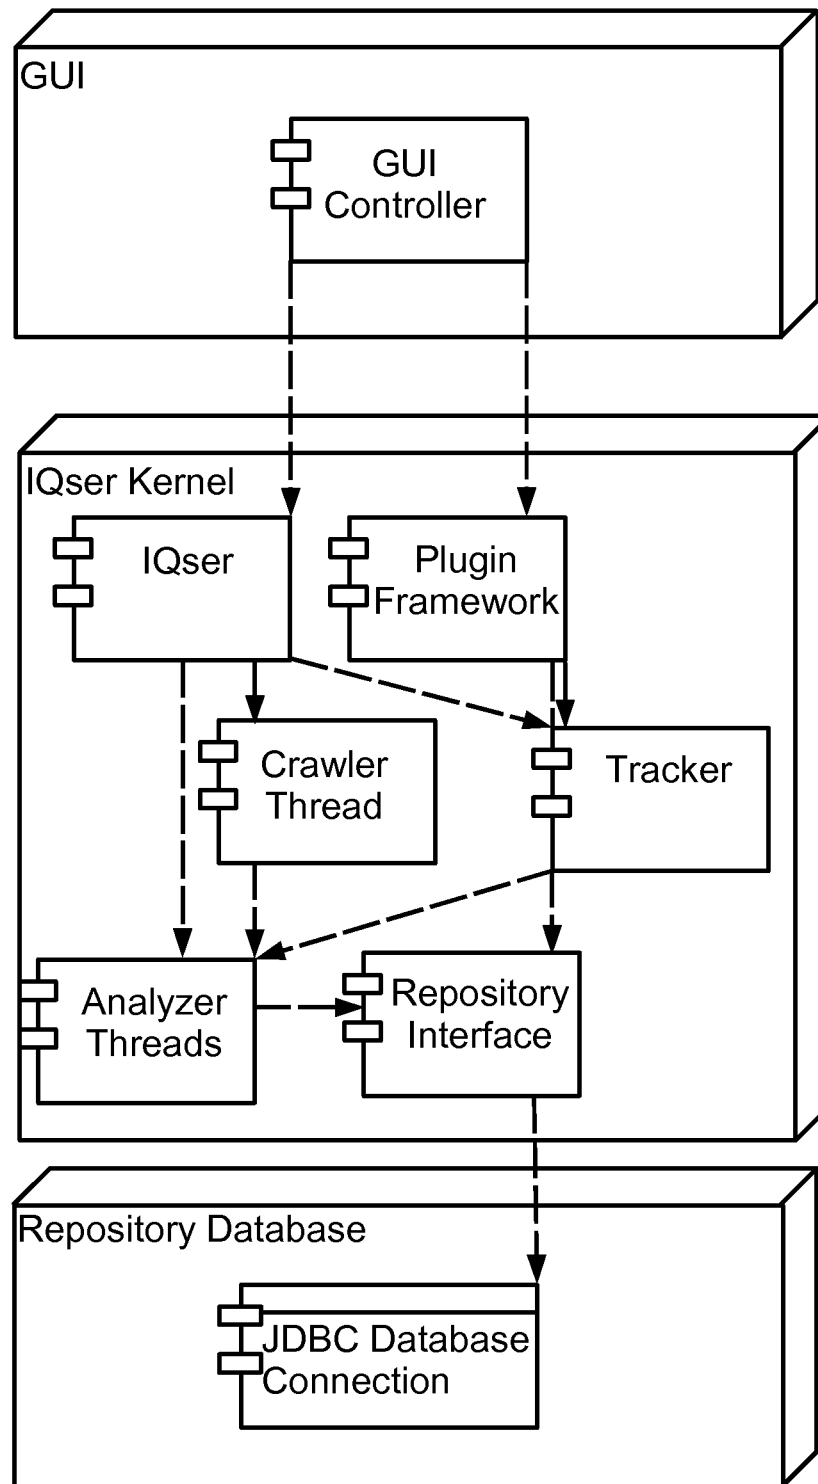 GUI
GUI
Controller
IQser Kernel
IQser
Plugin
Framework
Crawler
Thread
Tracker
Analyzer
Threads
Repository
Interface
Repository Database
JDBC Database
Connection